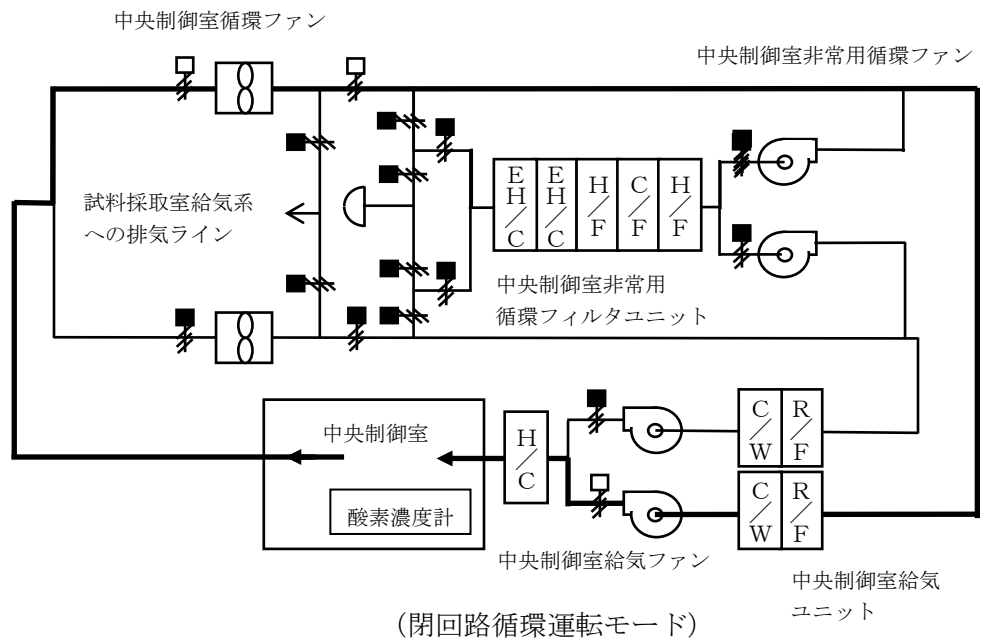 中央制御室循環ファン
中央制御室非常用循環ファン
試料採取室給気系
への排気ライン
EH/C
EH/C
H/F
C/F
H/F
中央制御室非常用
循環フィルタユニット
中央制御室
酸素濃度計
H/C
C/W
R/F
C/W
R/F
中央制御室給気ファン
中央制御室給気
ユニット
(閉回路循環運転モード)